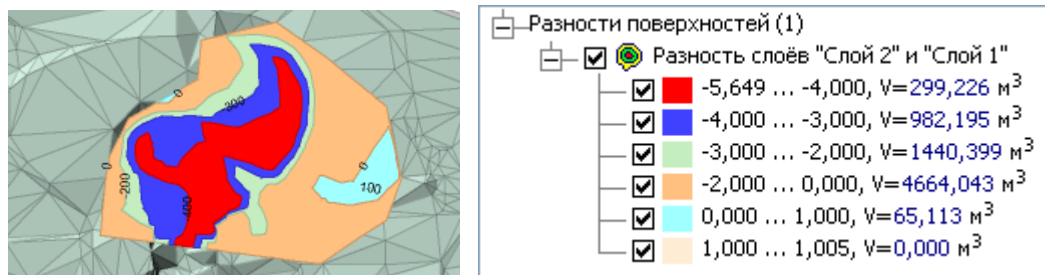 0
300
0
200
400
100
Разности поверхностей (1)
Разность слоёв "Слой 2" и "Слой 1"
-5,649 ... -4,000, V=299,226 м³
-4,000 ... -3,000, V=982,195 м³
-3,000 ... -2,000, V=1440,399 м³
-2,000 ... 0,000, V=4664,043 м³
0,000 ... 1,000, V=65,113 м³
1,000 ... 1,005, V=0,000 м³